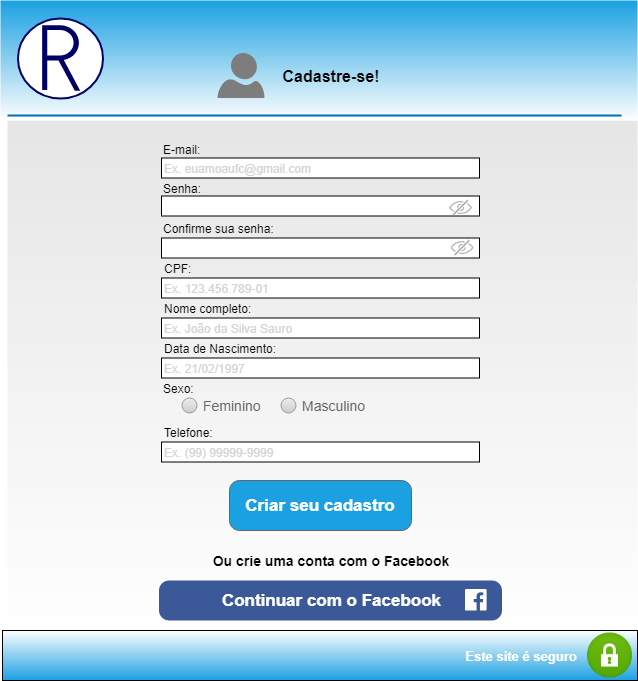 R
Cadastre-se!
E-mail:
Ex. euamoaufc@gmail.com
Senha:
Confirme sua senha:
CPF:
Ex. 123.456.789-01
Nome completo:
Ex. João da Silva Sauro
Data de Nascimento:
Ex. 21/02/1997
Sexo:
Feminino Masculino
Telefone:
Ex. (99) 99999-9999
Criar seu cadastro
Ou crie uma conta com o Facebook
Continuar com o Facebook f
Este site é seguro